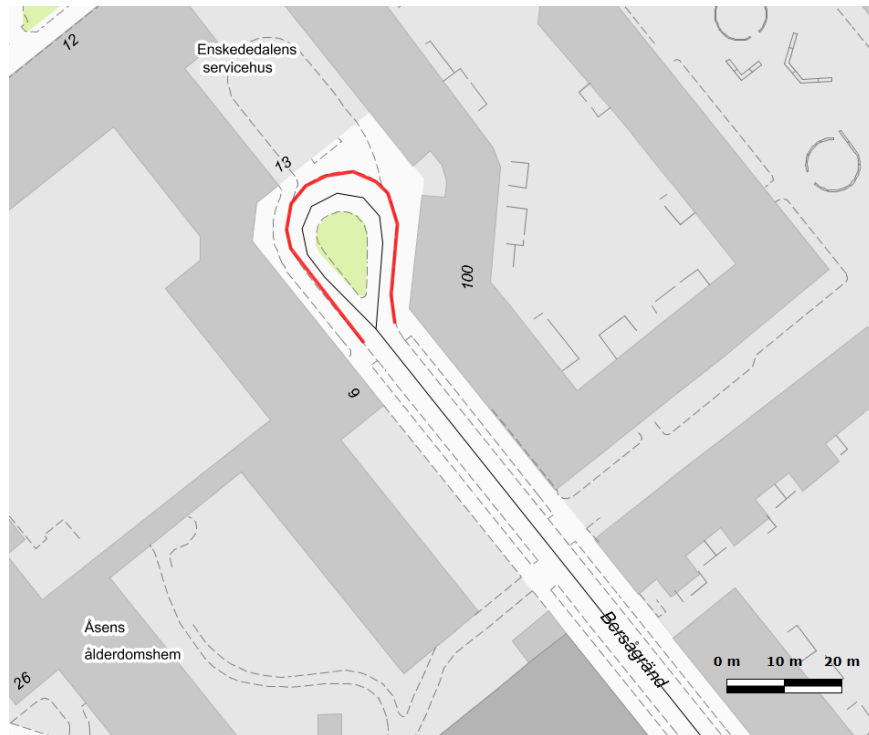 12
Enskededalens
servicehus
13
100
9
Åsens
ålderdomshem
26
Bersågränd
0 m 10 m 20 m